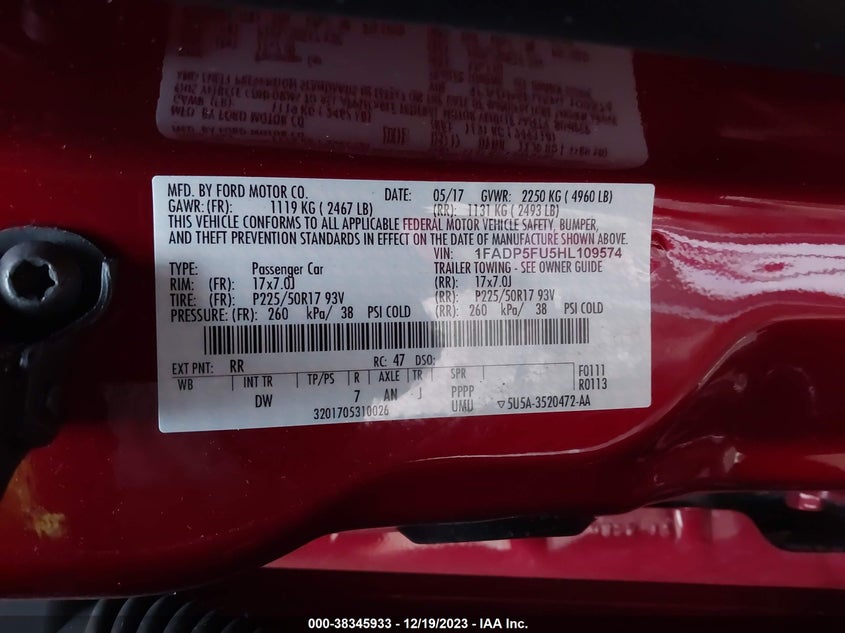 MFD. BY FORD MOTOR CO. DATE: 05/17 GVWR: 2250 KG ( 4960 LB)
GAWR: (FR): 1119 KG ( 2467 LB) (RR): 1131 KG ( 2493 LB)
THIS VEHICLE CONFORMS TO ALL APPLICABLE FEDERAL MOTOR VEHICLE SAFETY, BUMPER,
AND THEFT PREVENTION STANDARDS IN EFFECT ON THE DATE OF MANUFACTURE SHOWN ABOVE.
VIN: 1FADP5FU5HL109574
TYPE: Passenger Car TRAILER TOWING - SEE OWNER GUIDE
RIM: (FR): 17x7.0J (RR): 17x7.0J
TIRE: (FR): P225/50R17 93V (RR): P225/50R17 93V
PRESSURE: (FR): 260 kPa/ 38 PSI COLD (RR): 260 kPa/ 38 PSI COLD
EXT PNT: RR RC: 47 DSO:
WB INT TR TP/PS R AXLE TR SPR F0111
DW 7 AN J PPPP R0113
3201705310026 UMU ▽5U5A-3520472-AA
000-38345933 - 12/19/2023 - IAA Inc.